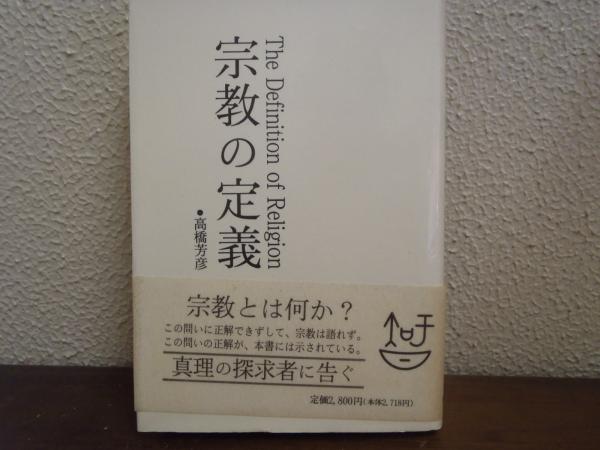 The Definition of Religion
宗教の定義
●高橋芳彦
宗教とは何か？
この問いに正解できずして、宗教は語れず。
この問いの正解が、本書には示されている。
真理の探求者に告ぐ
定価2,800円（本体2,718円）